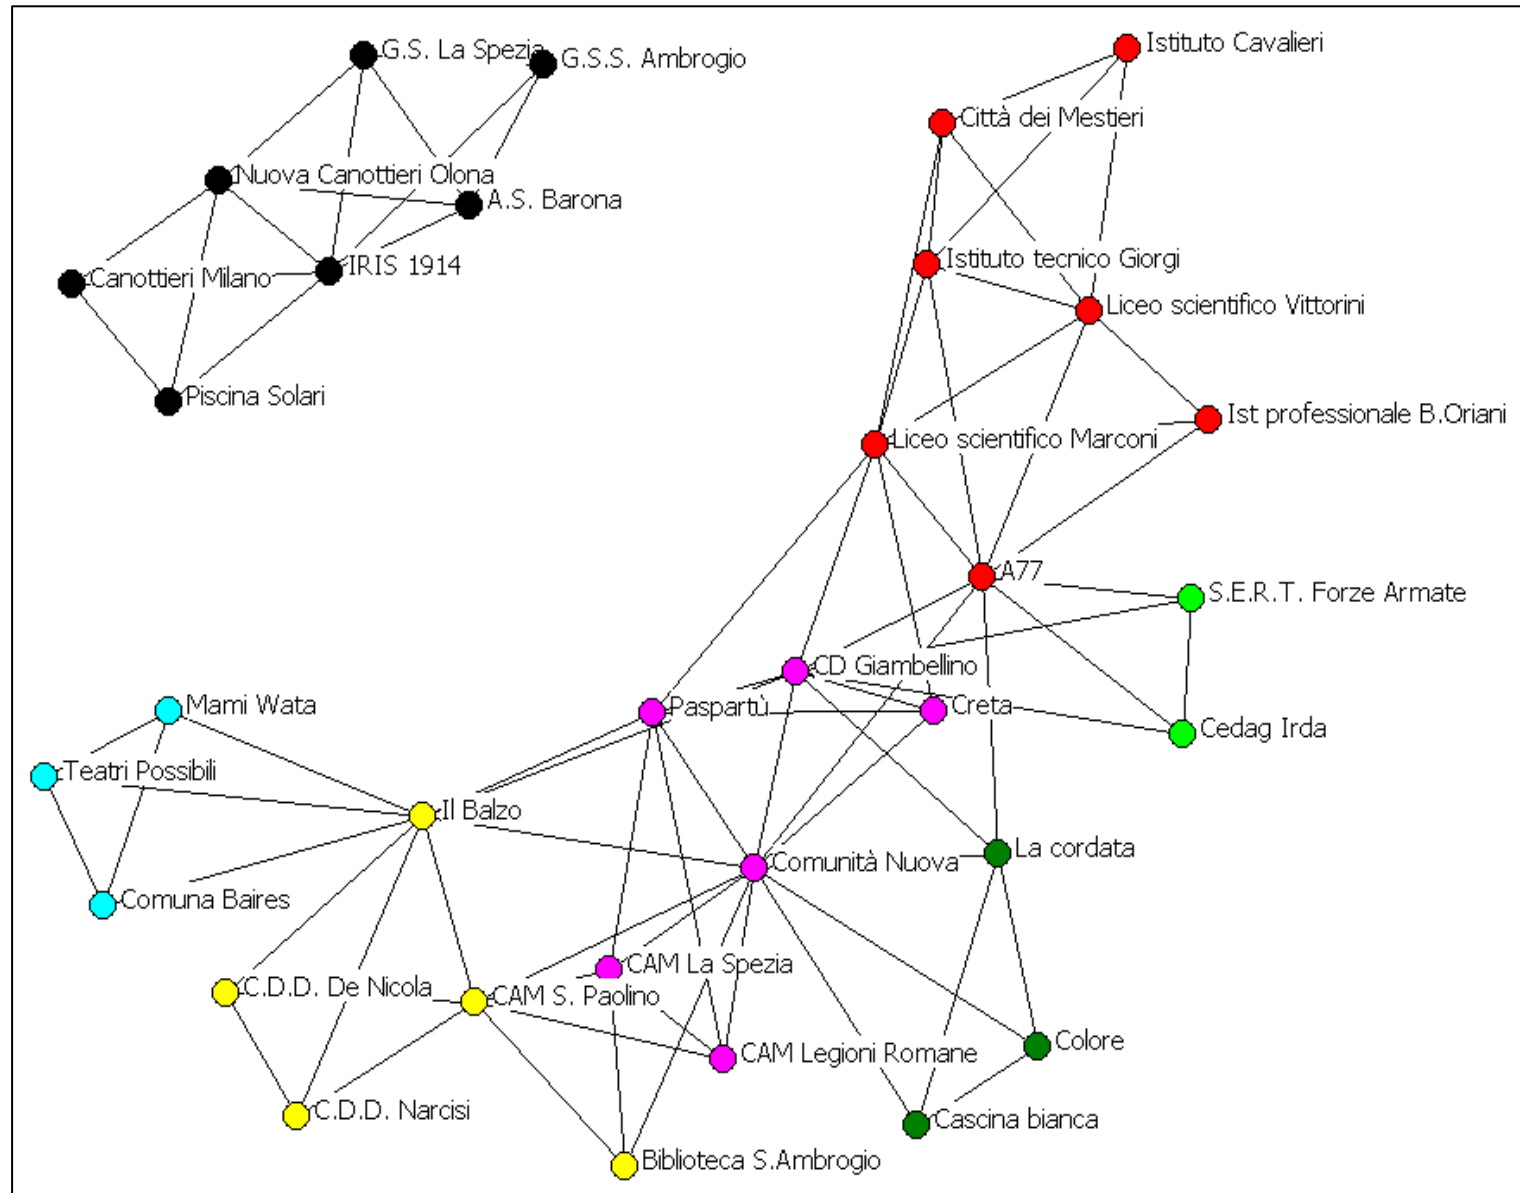 Istituto Cavalieri
G.S. La Spezia
G.S.S. Ambrogio
Città dei Mestieri
Nuova Canottieri Olona
A.S. Barona
Istituto tecnico Giorgi
IRIS 1914
Canottieri Milano
Liceo scientifico Vittorini
Piscina Solari
Ist professionale B.Oriani
Liceo scientifico Marconi
A77
S.E.R.T. Forze Armate
CD Giambellino
Mami Wata
Paspartù
Creta
Cedag Irda
Teatri Possibili
Il Balzo
La cordata
Comunità Nuova
Comuna Baires
CAM La Spezia
C.D.D. De Nicola
CAM S. Paolino
Colore
CAM Legioni Romane
C.D.D. Narcisi
Cascina bianca
Biblioteca S.Ambrogio